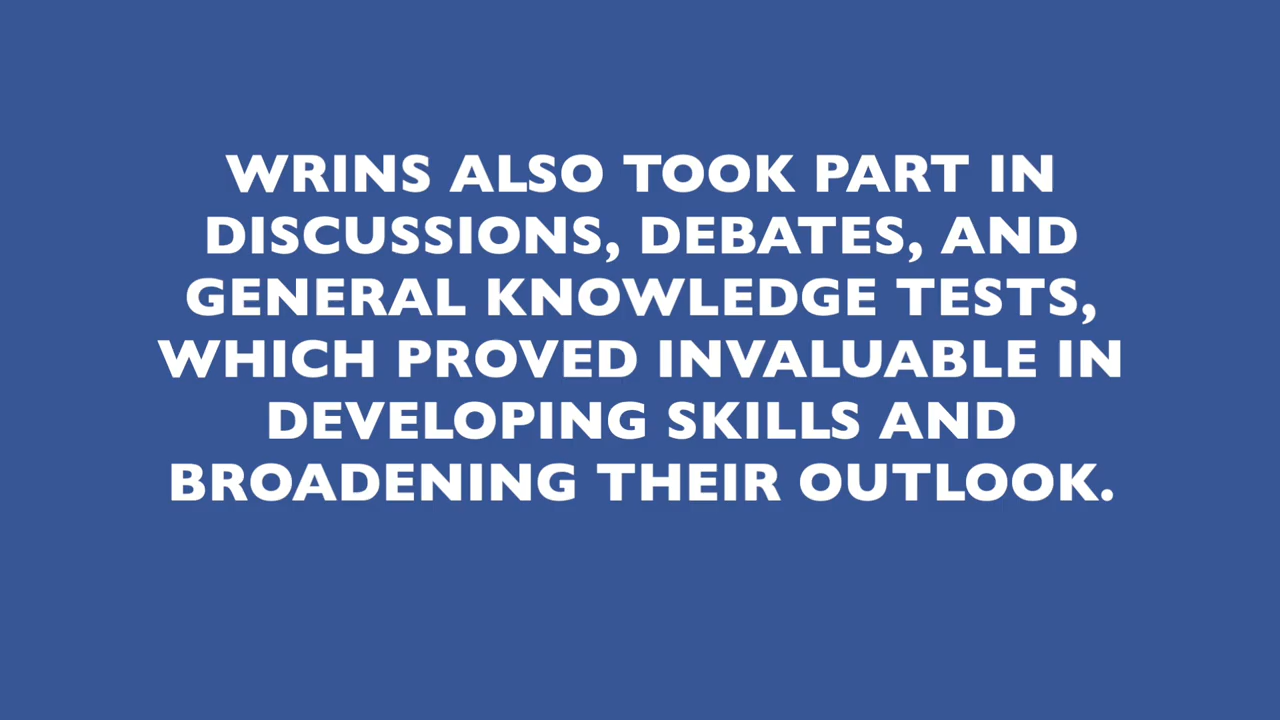 WRINS ALSO TOOK PART IN
DISCUSSIONS, DEBATES, AND
GENERAL KNOWLEDGE TESTS,
WHICH PROVED INVALUABLE IN
DEVELOPING SKILLS AND
BROADENING THEIR OUTLOOK.